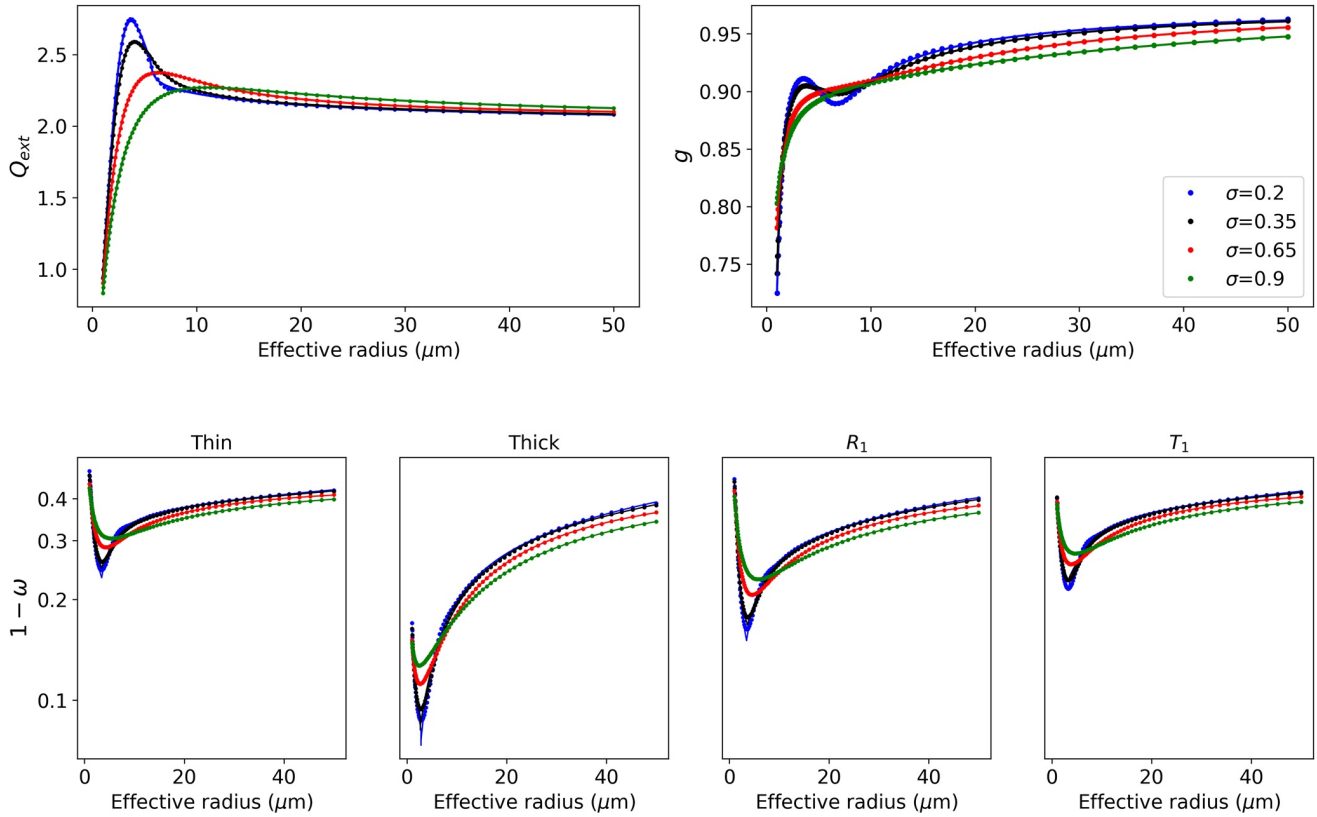 2.5
2.0
1.5
1.0
Q_ext
0 10 20 30 40 50
Effective radius (μm)
0.95
0.90
0.85
0.80
0.75
g
σ=0.2
σ=0.35
σ=0.65
σ=0.9
0 10 20 30 40 50
Effective radius (μm)
Thin
0.4
0.3
0.2
0.1
1 − ω
0 20 40
Effective radius (μm)
Thick
0 20 40
Effective radius (μm)
R₁
0 20 40
Effective radius (μm)
T₁
0 20 40
Effective radius (μm)